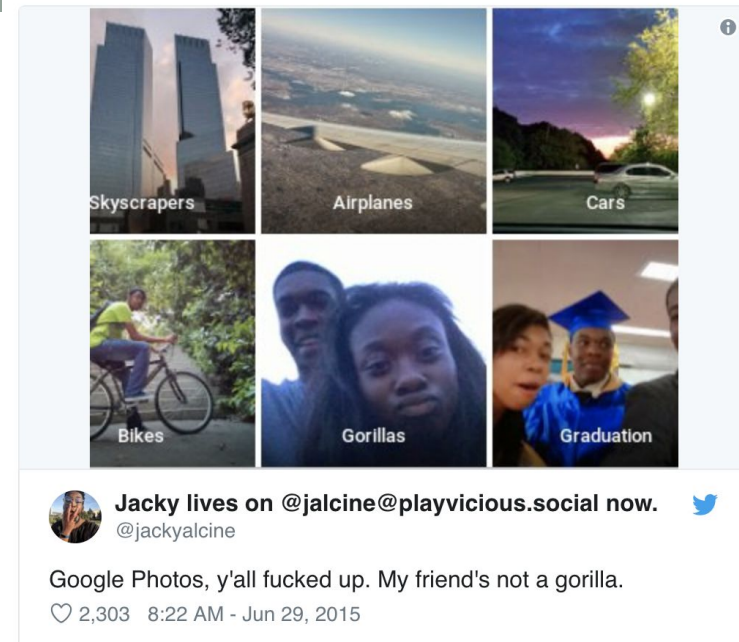 Skyscrapers
Airplanes
Cars
Bikes
Gorillas
Graduation
Jacky lives on @jalcine@playvicious.social now.
@jackyalcine
Google Photos, y'all fucked up. My friend's not a gorilla.
2,303 8:22 AM - Jun 29, 2015